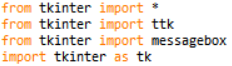 from tkinter import *
from tkinter import ttk
from tkinter import messagebox
import tkinter as tk